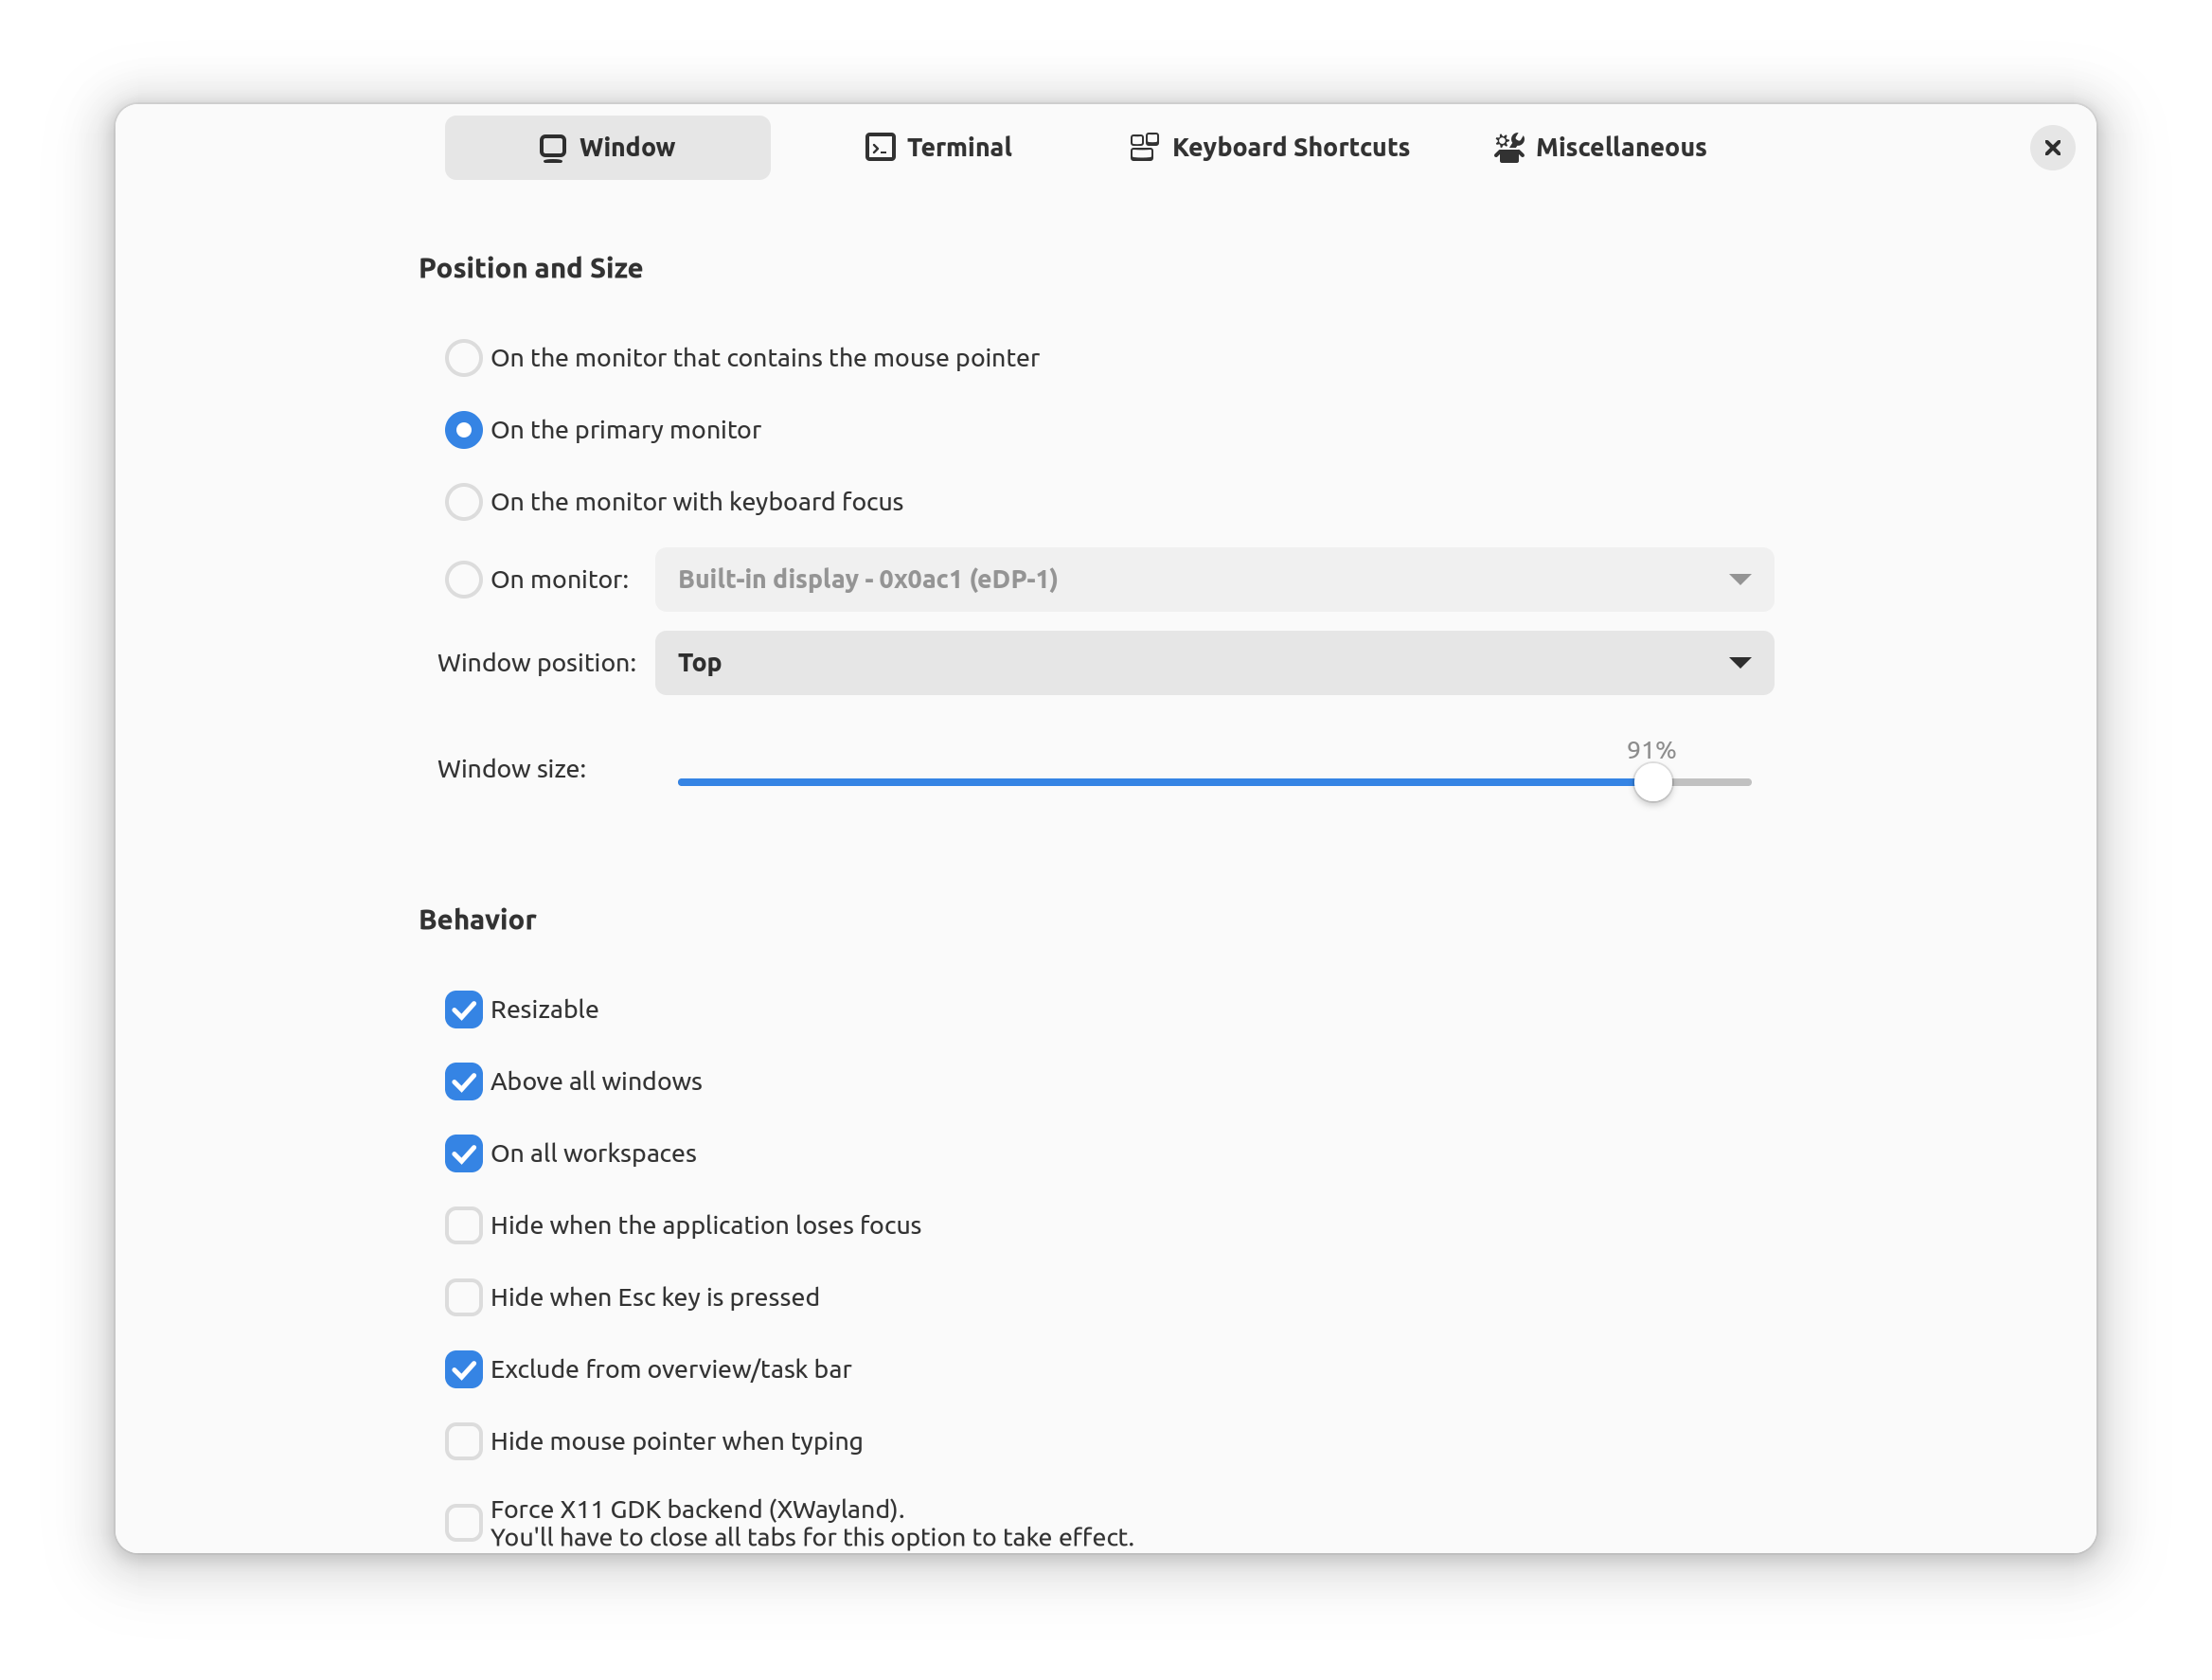 Window
Terminal
Keyboard Shortcuts
Miscellaneous
Position and Size
On the monitor that contains the mouse pointer
On the primary monitor
On the monitor with keyboard focus
On monitor:
Built-in display - 0x0ac1 (eDP-1)
Window position:
Top
91%
Window size:
Behavior
Resizable
Above all windows
On all workspaces
Hide when the application loses focus
Hide when Esc key is pressed
Exclude from overview/task bar
Hide mouse pointer when typing
Force X11 GDK backend (XWayland).
You'll have to close all tabs for this option to take effect.